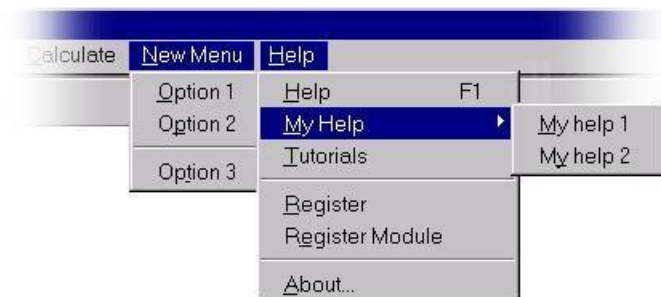 Calculate New Menu Help
Option 1
Option 2
Option 3
Help F1
My Help
Tutorials
Register
Register Module
About...
My help 1
My help 2